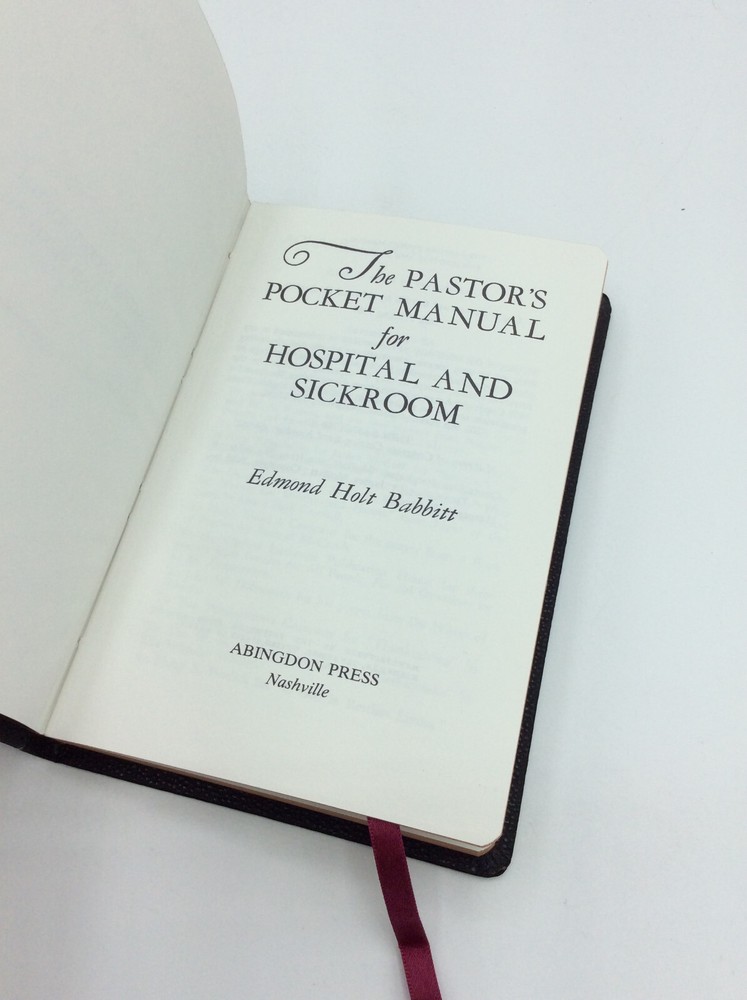 The PASTOR'S
POCKET MANUAL
for
HOSPITAL AND
SICKROOM
Edmond Holt Babbitt
ABINGDON PRESS
Nashville